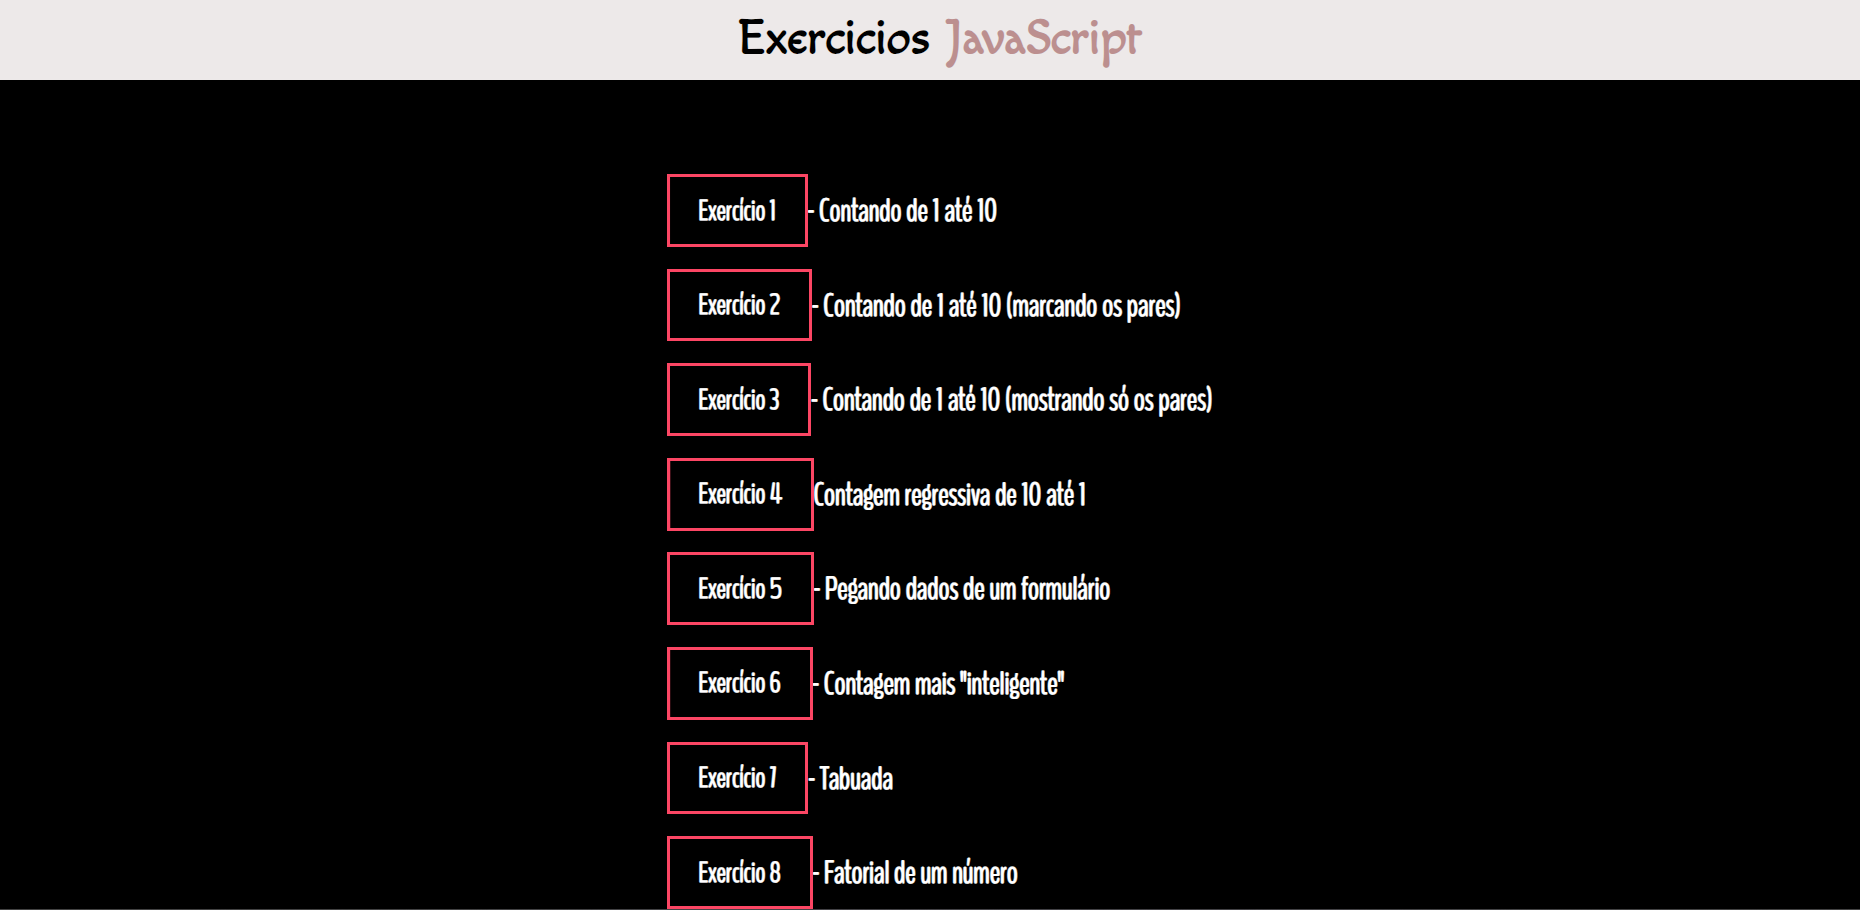 Exercicios JavaScript
Exercício 1 - Contando de 1 até 10
Exercício 2 - Contando de 1 até 10 (marcando os pares)
Exercício 3 - Contando de 1 até 10 (mostrando só os pares)
Exercício 4 Contagem regressiva de 10 até 1
Exercício 5 - Pegando dados de um formulário
Exercício 6 - Contagem mais "inteligente"
Exercício 7 - Tabuada
Exercício 8 - Fatorial de um número